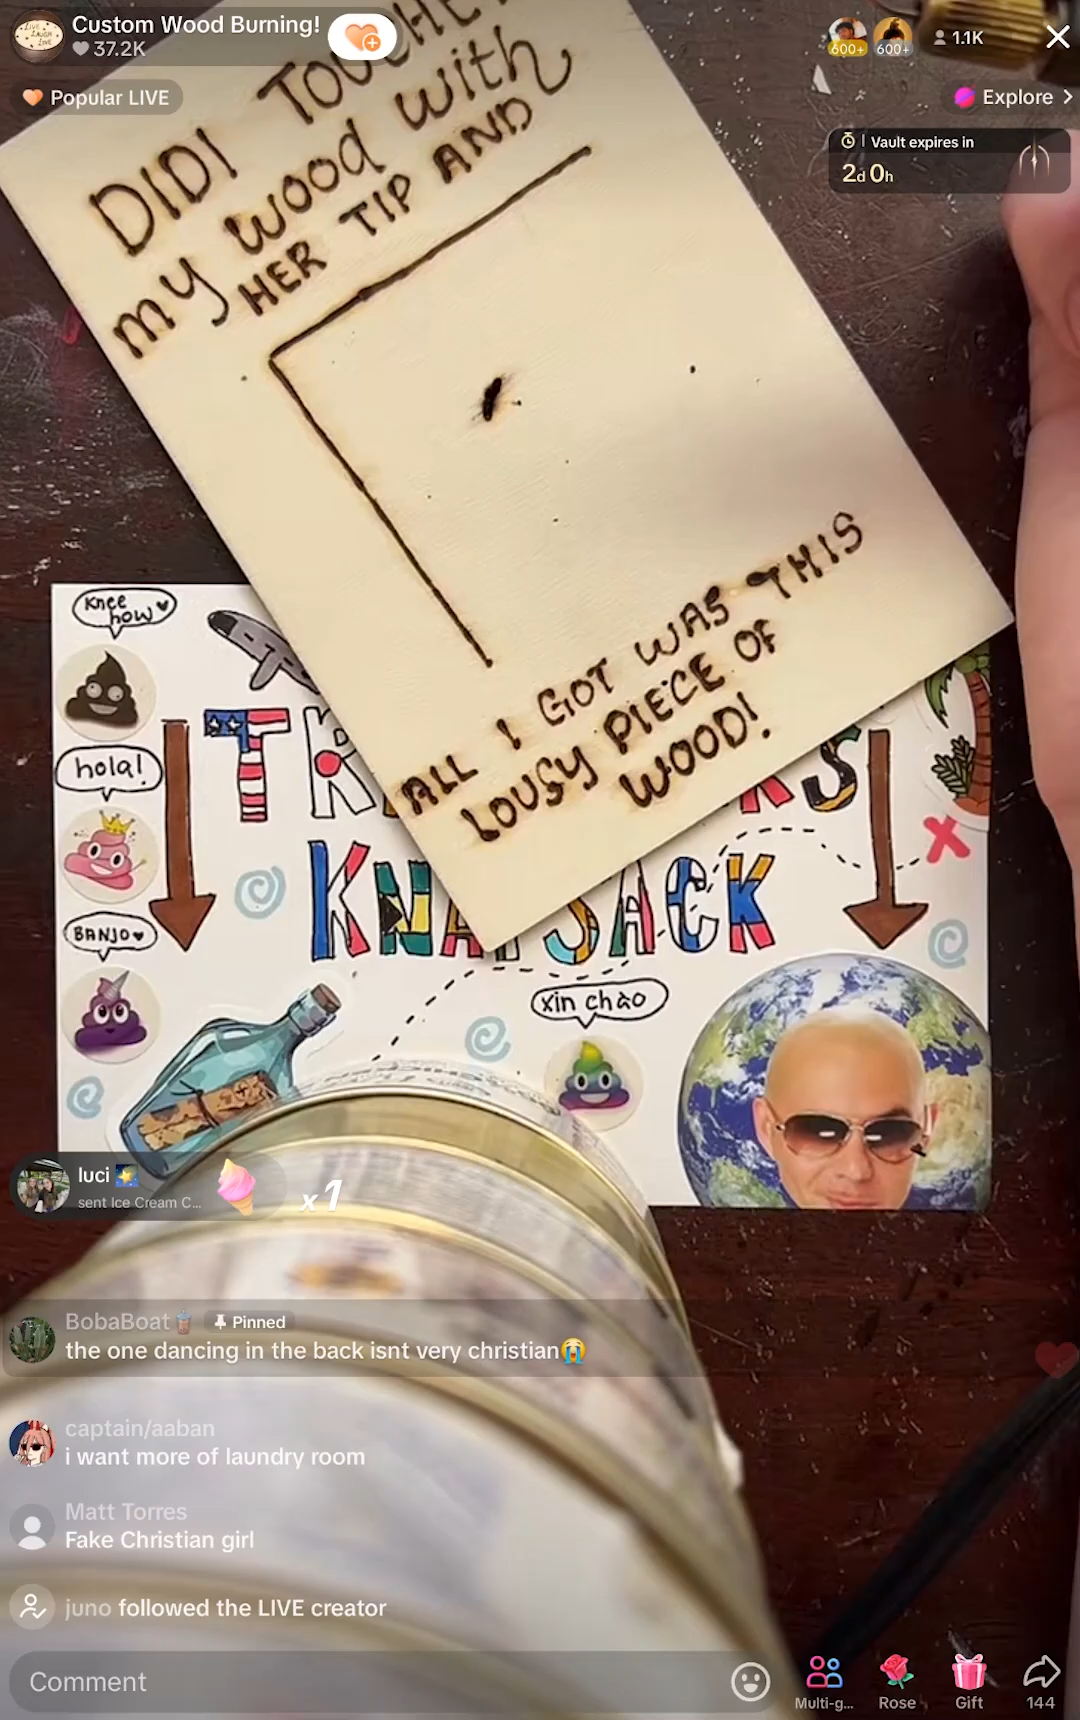 Custom Wood Burning!
37.2K
600+
600+
1.1K
Popular LIVE
Explore
Vault expires in
2d 0h
DIDI
my wood with
HER TIP AND
ALL I GOT WAS THIS
LOUSY PIECE OF
WOOD!
Knee
how
hola!
BANJO
KNAPSACK
xin chào
luci
sent Ice Cream C...
x1
BobaBoat
Pinned
the one dancing in the back isnt very christian😭
captain/aaban
i want more of laundry room
Matt Torres
Fake Christian girl
juno followed the LIVE creator
Comment
Multi-g...
Rose
Gift
144